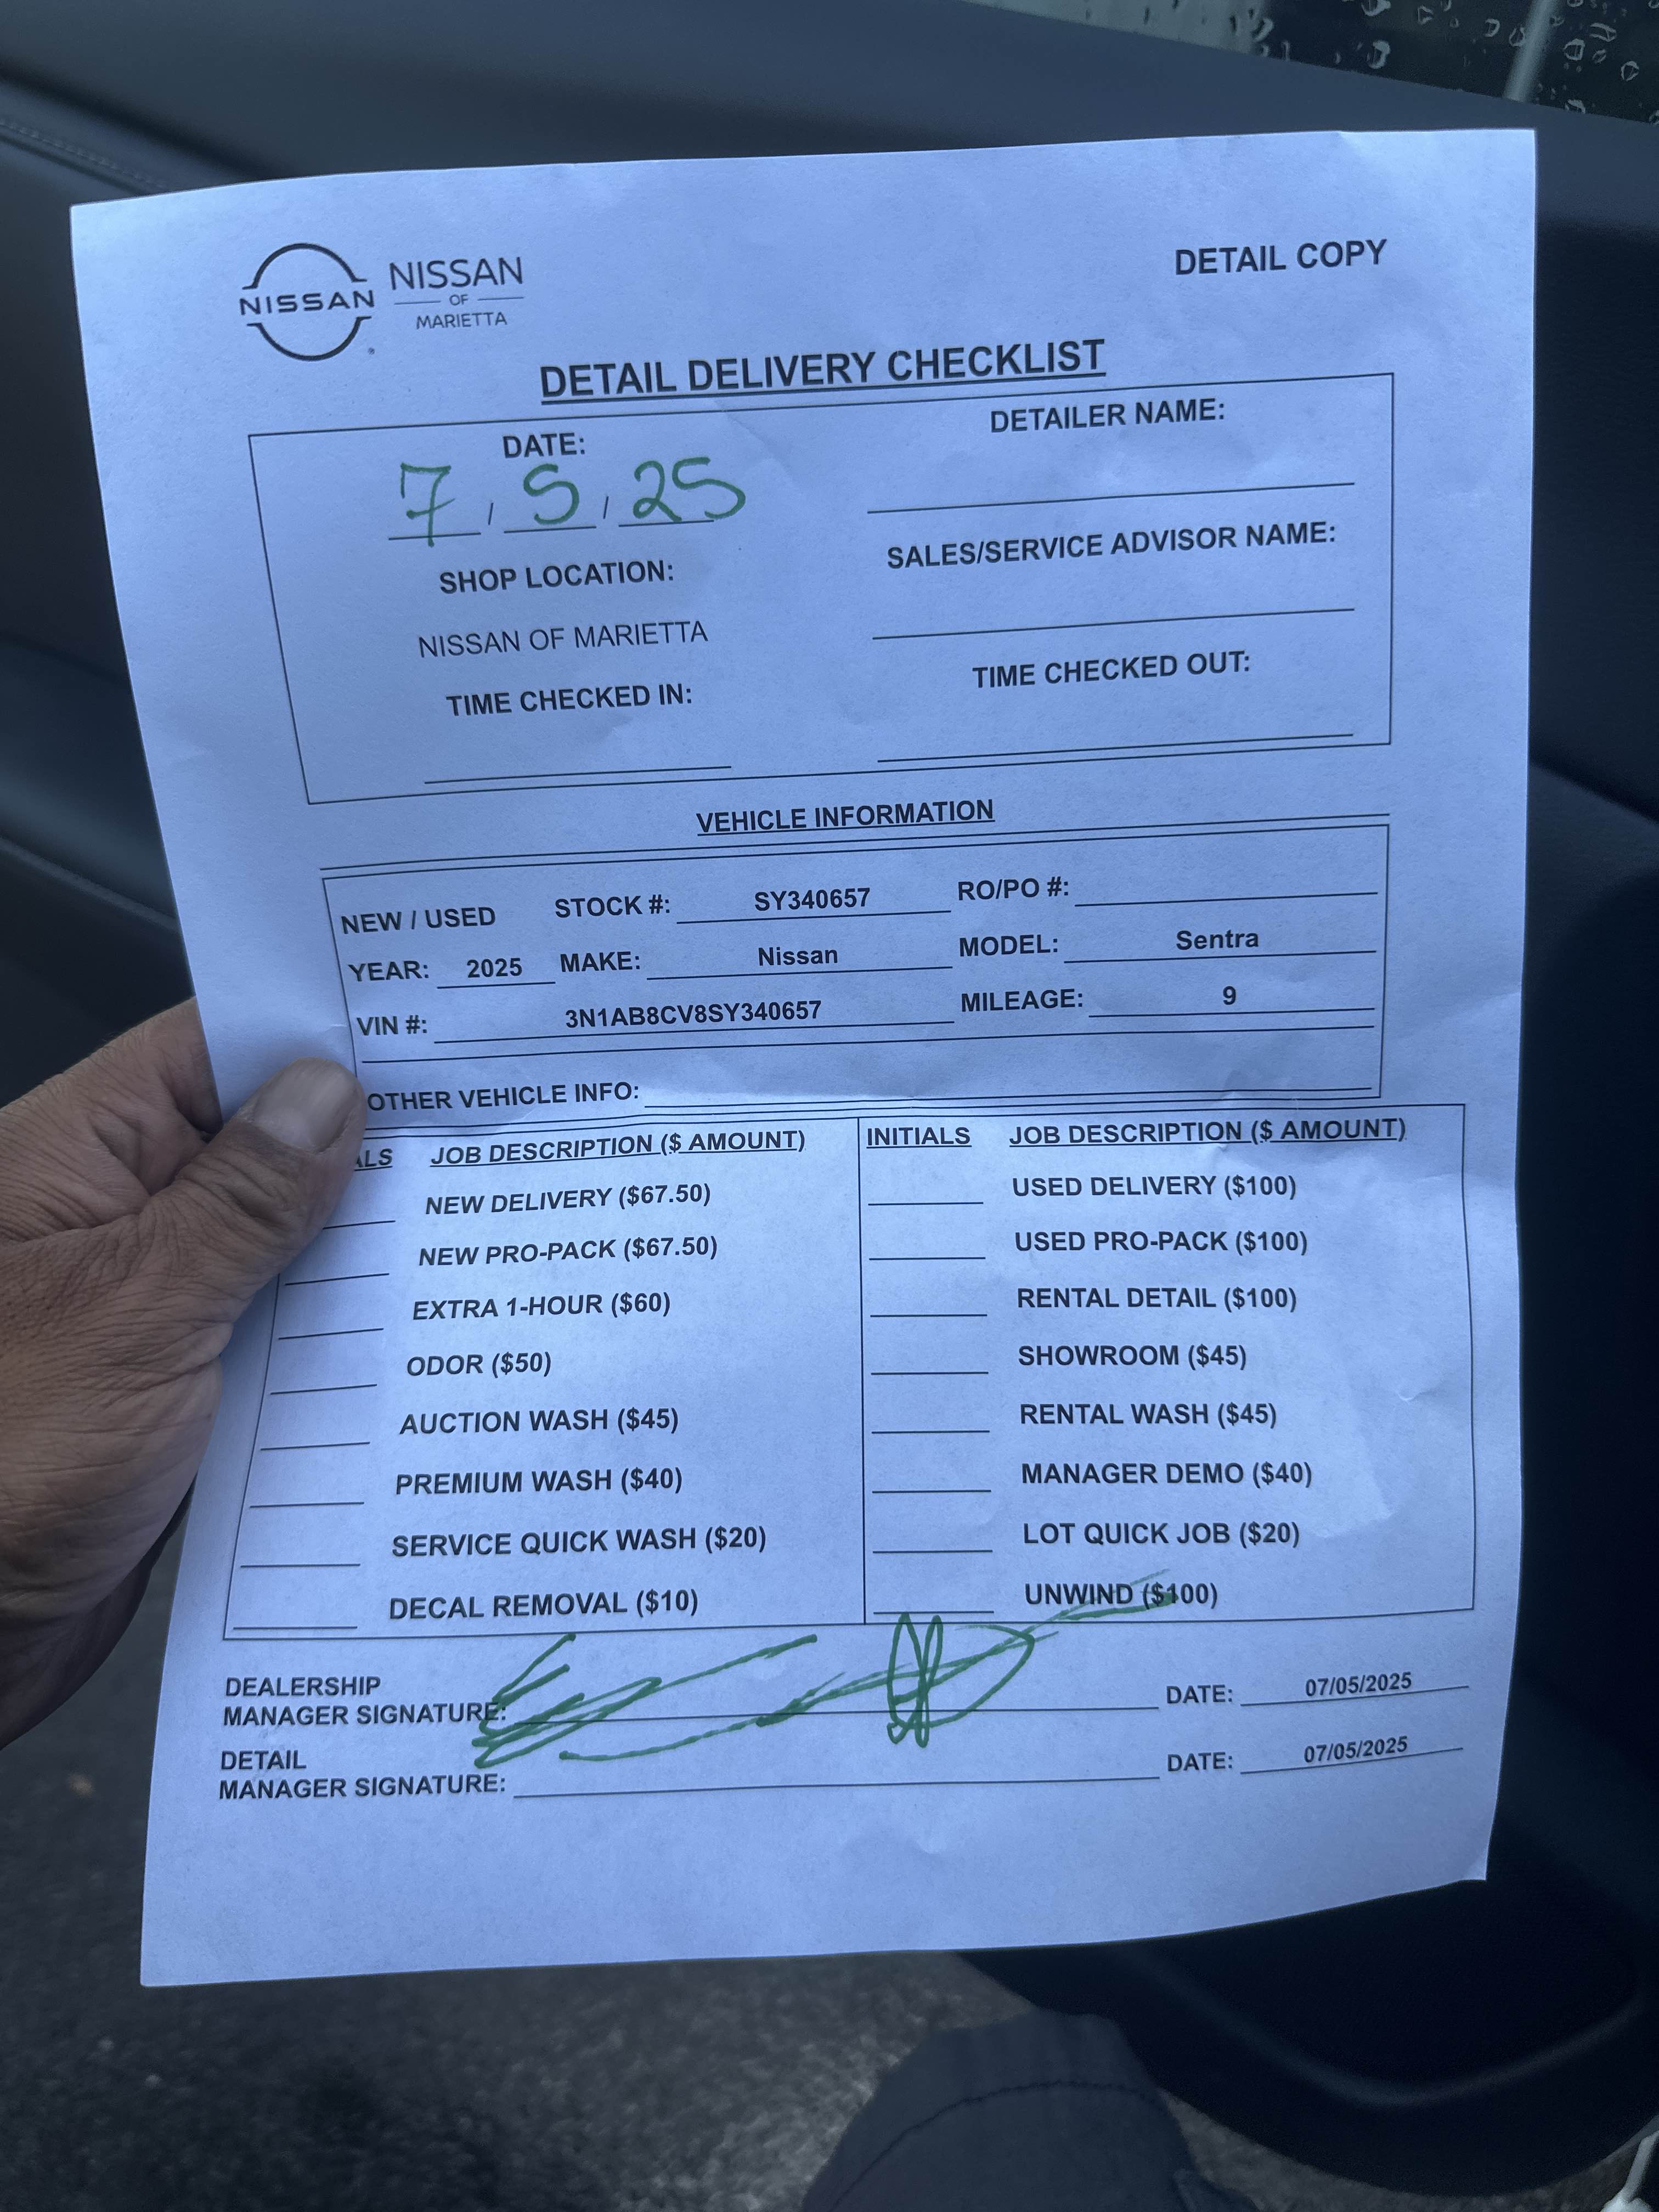 NISSAN
NISSAN
OF
MARIETTA
DETAIL COPY
DETAIL DELIVERY CHECKLIST
DATE:
7 / 5 / 25
DETAILER NAME:
SHOP LOCATION:
SALES/SERVICE ADVISOR NAME:
NISSAN OF MARIETTA
TIME CHECKED IN:
TIME CHECKED OUT:
VEHICLE INFORMATION
NEW / USED STOCK #: SY340657 RO/PO #:
YEAR: 2025 MAKE: Nissan MODEL: Sentra
VIN #: 3N1AB8CV8SY340657 MILEAGE: 9
OTHER VEHICLE INFO:
ALS JOB DESCRIPTION ($ AMOUNT) INITIALS JOB DESCRIPTION ($ AMOUNT)
NEW DELIVERY ($67.50) USED DELIVERY ($100)
NEW PRO-PACK ($67.50) USED PRO-PACK ($100)
EXTRA 1-HOUR ($60) RENTAL DETAIL ($100)
ODOR ($50) SHOWROOM ($45)
AUCTION WASH ($45) RENTAL WASH ($45)
PREMIUM WASH ($40) MANAGER DEMO ($40)
SERVICE QUICK WASH ($20) LOT QUICK JOB ($20)
DECAL REMOVAL ($10) UNWIND ($100)
DEALERSHIP
MANAGER SIGNATURE: DATE: 07/05/2025
DETAIL
MANAGER SIGNATURE: DATE: 07/05/2025